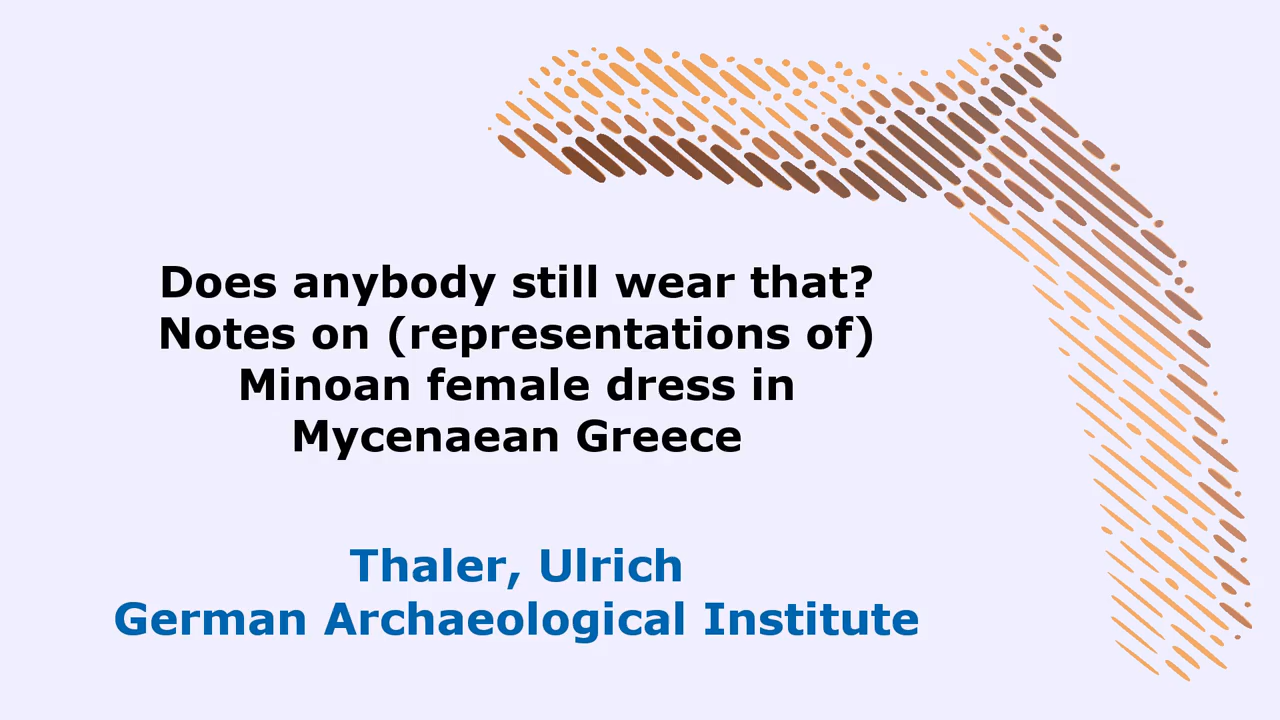 Does anybody still wear that?
Notes on (representations of)
Minoan female dress in
Mycenaean Greece
Thaler, Ulrich
German Archaeological Institute